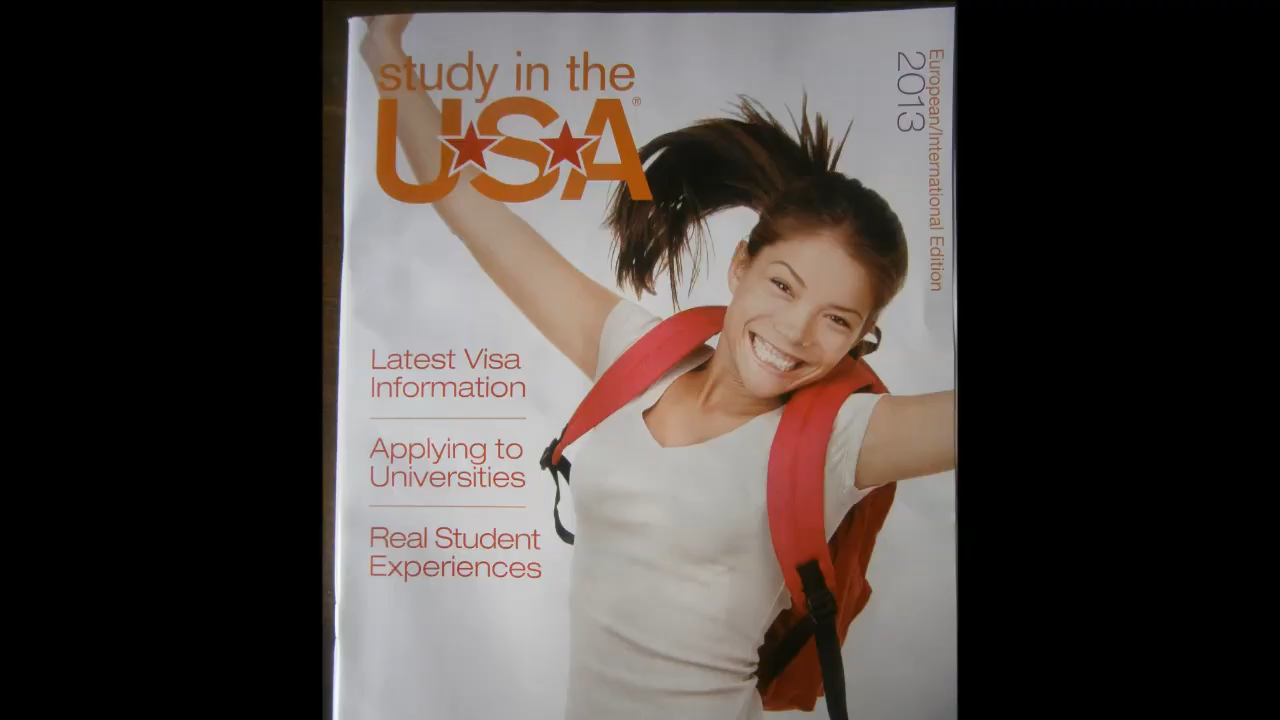 study in the
USA®
2013
European/International Edition
Latest Visa
Information
Applying to
Universities
Real Student
Experiences